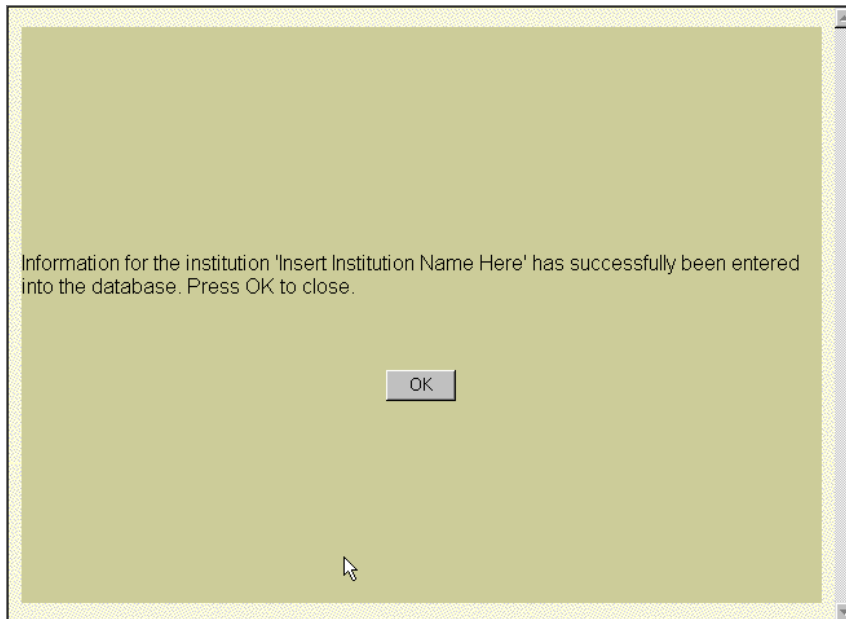 Information for the institution 'Insert Institution Name Here' has successfully been entered
into the database. Press OK to close.
OK